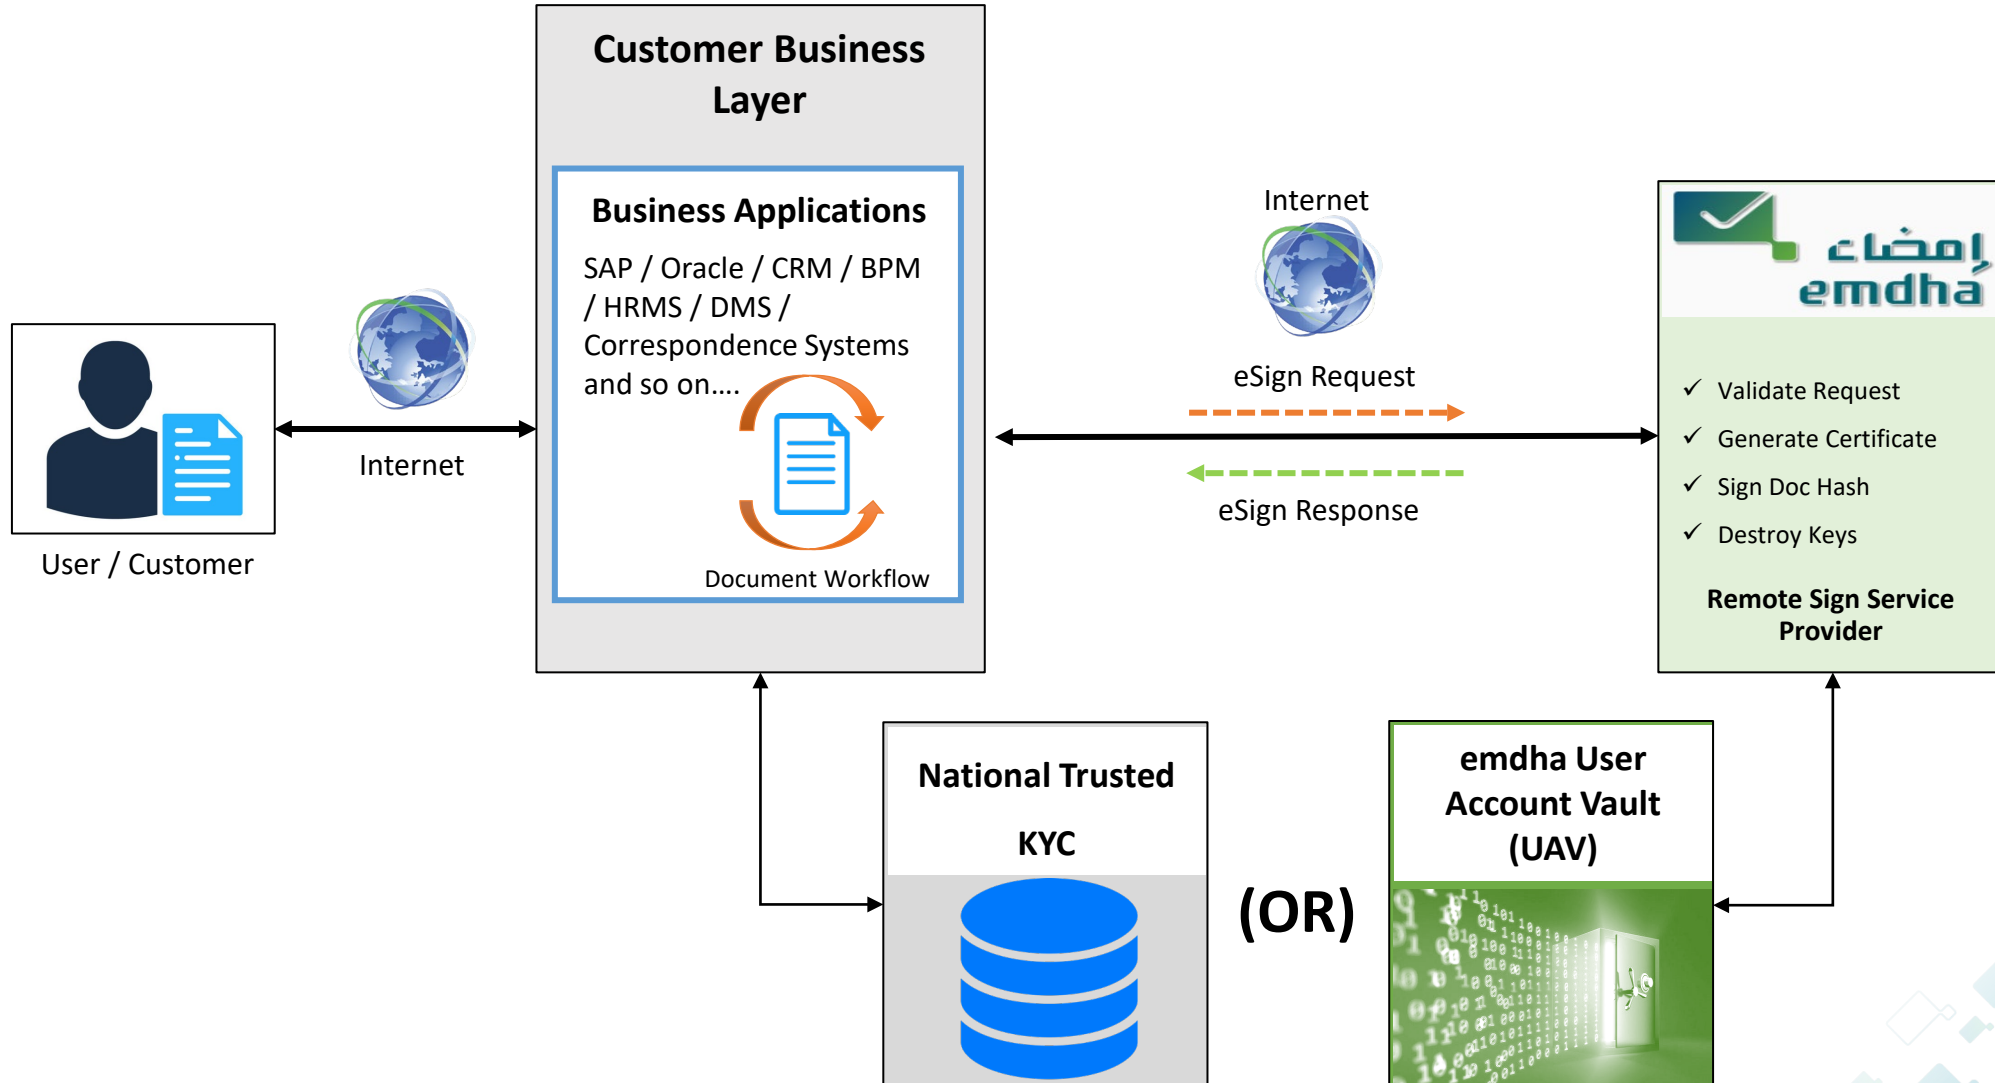 Customer Business
Layer
Business Applications
SAP / Oracle / CRM / BPM
/ HRMS / DMS /
Correspondence Systems
and so on....
Document Workflow
Internet
User / Customer
Internet
eSign Request
eSign Response
إمضاء
emdha
✓ Validate Request
✓ Generate Certificate
✓ Sign Doc Hash
✓ Destroy Keys
Remote Sign Service
Provider
National Trusted
KYC
(OR)
emdha User
Account Vault
(UAV)